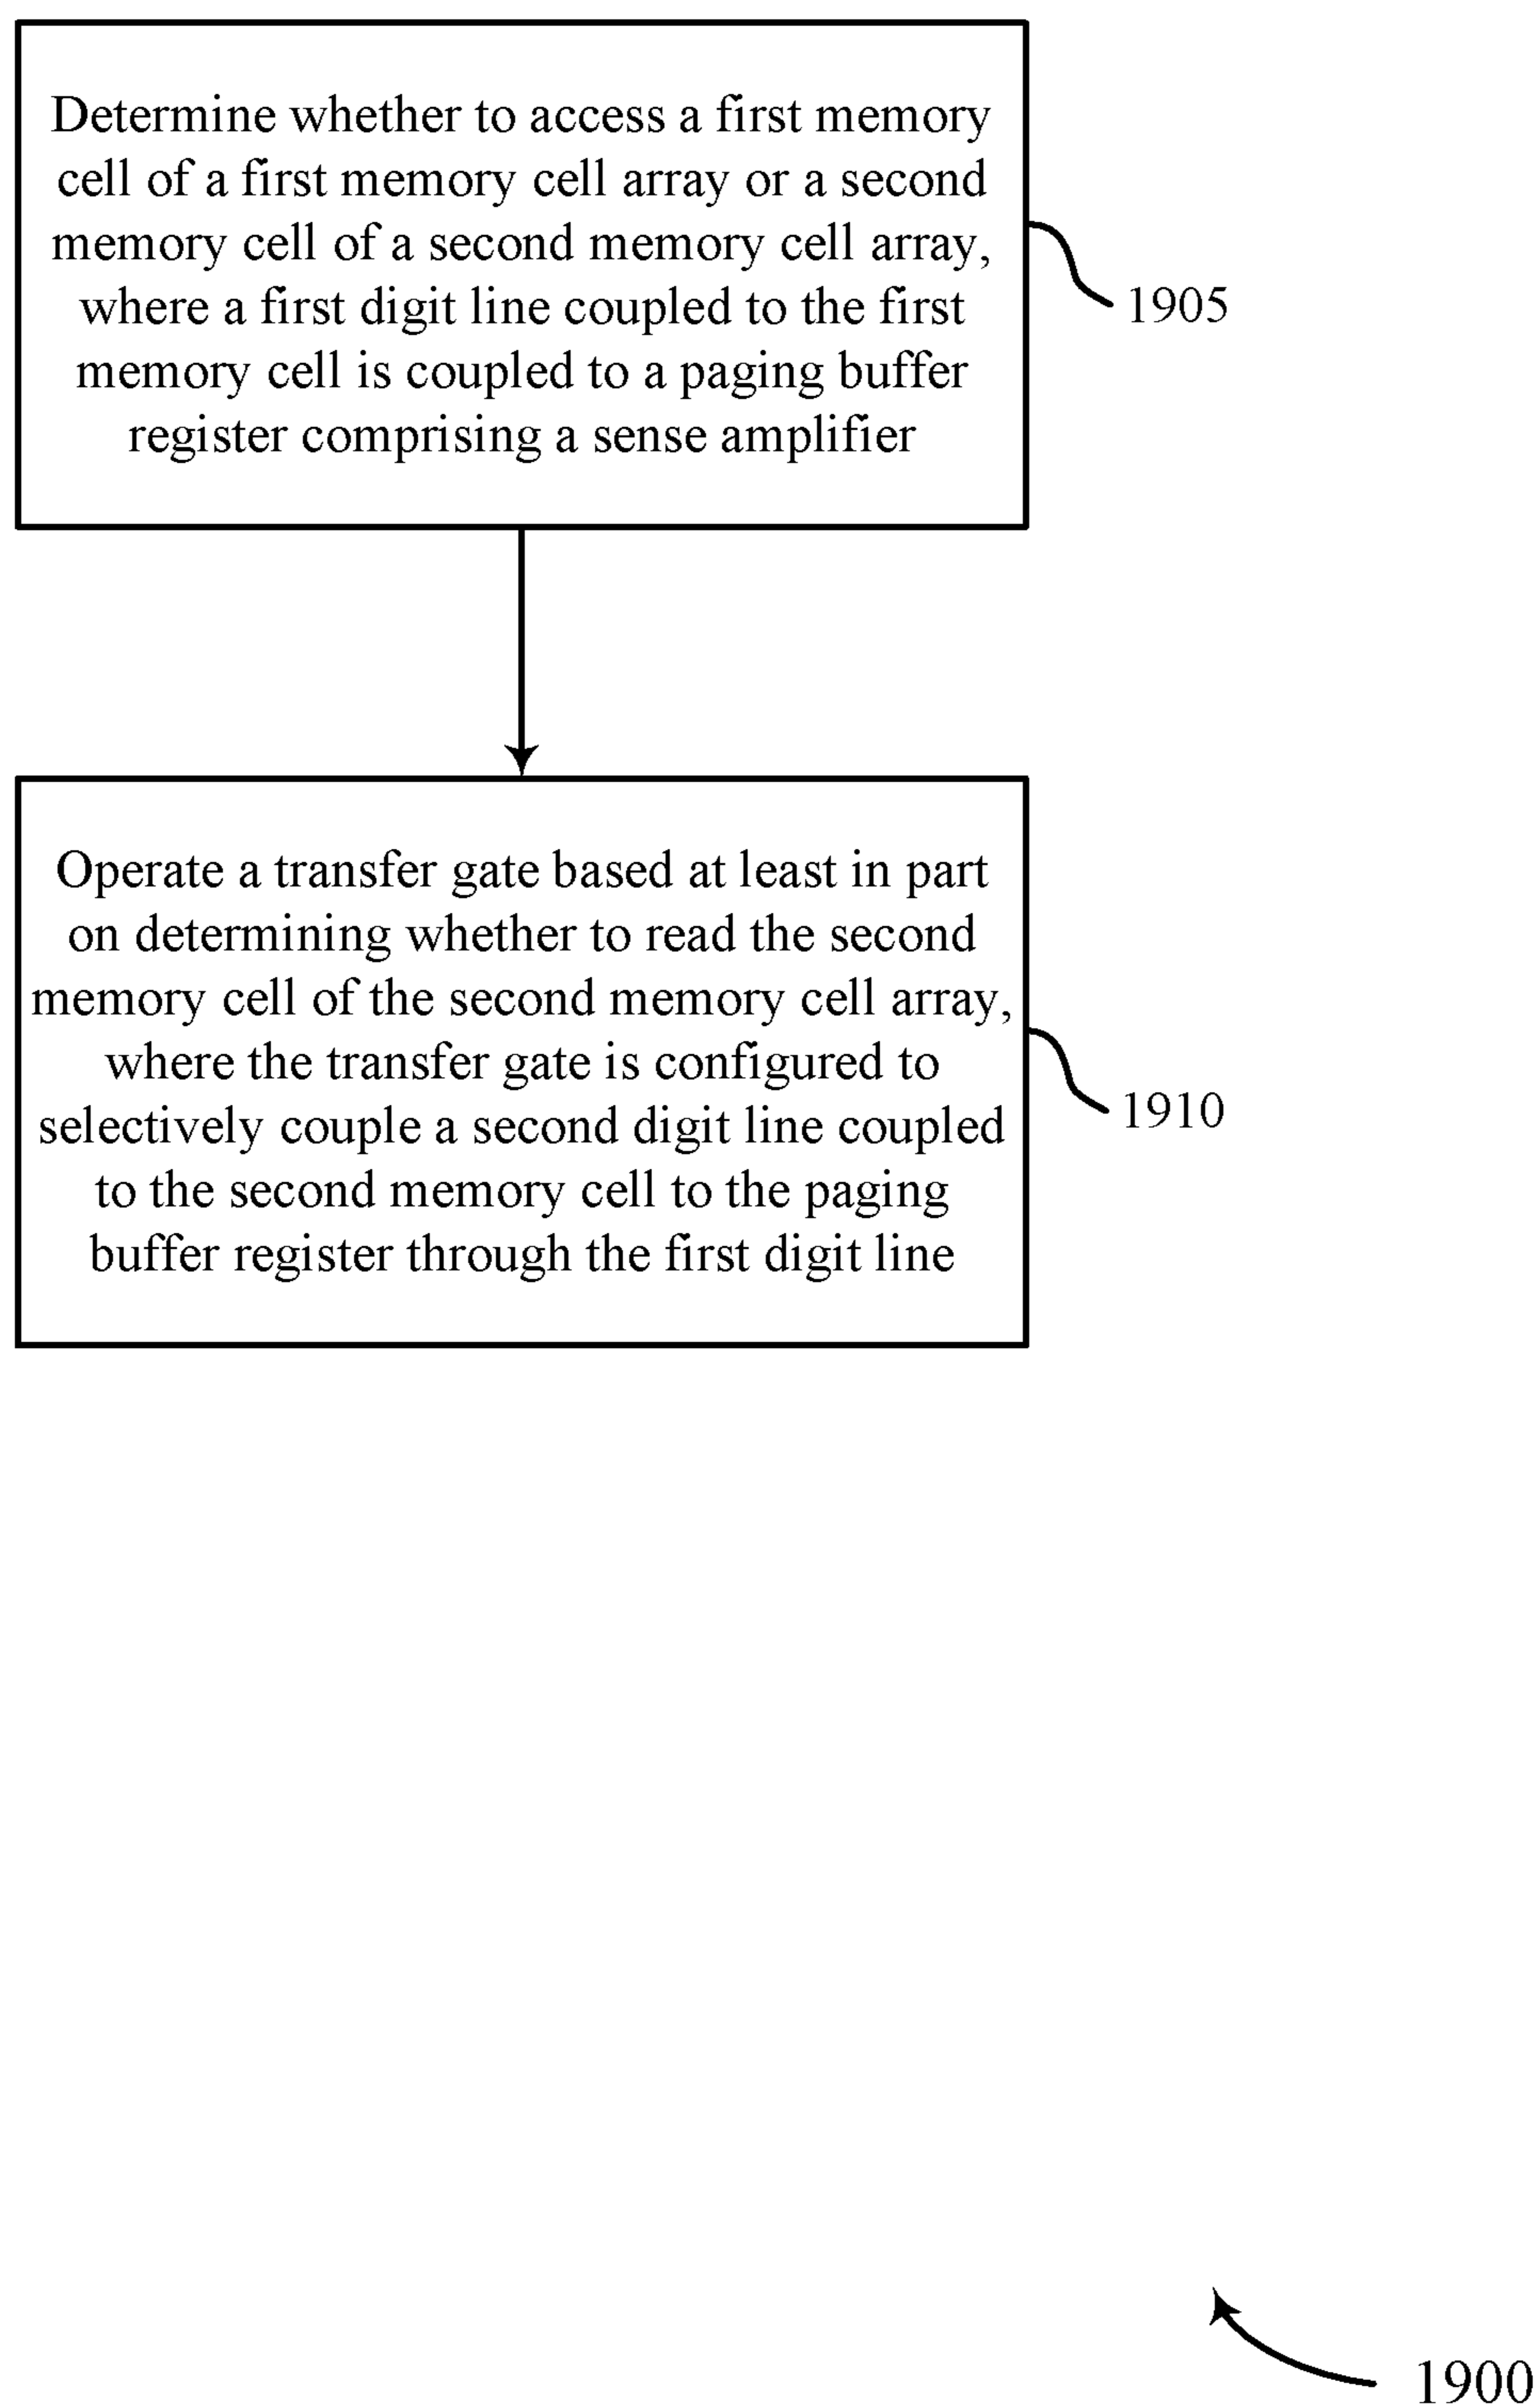 Determine whether to access a first memory
cell of a first memory cell array or a second
memory cell of a second memory cell array,
where a first digit line coupled to the first
memory cell is coupled to a paging buffer
register comprising a sense amplifier
1905
Operate a transfer gate based at least in part
on determining whether to read the second
memory cell of the second memory cell array,
where the transfer gate is configured to
selectively couple a second digit line coupled
to the second memory cell to the paging
buffer register through the first digit line
1910
1900